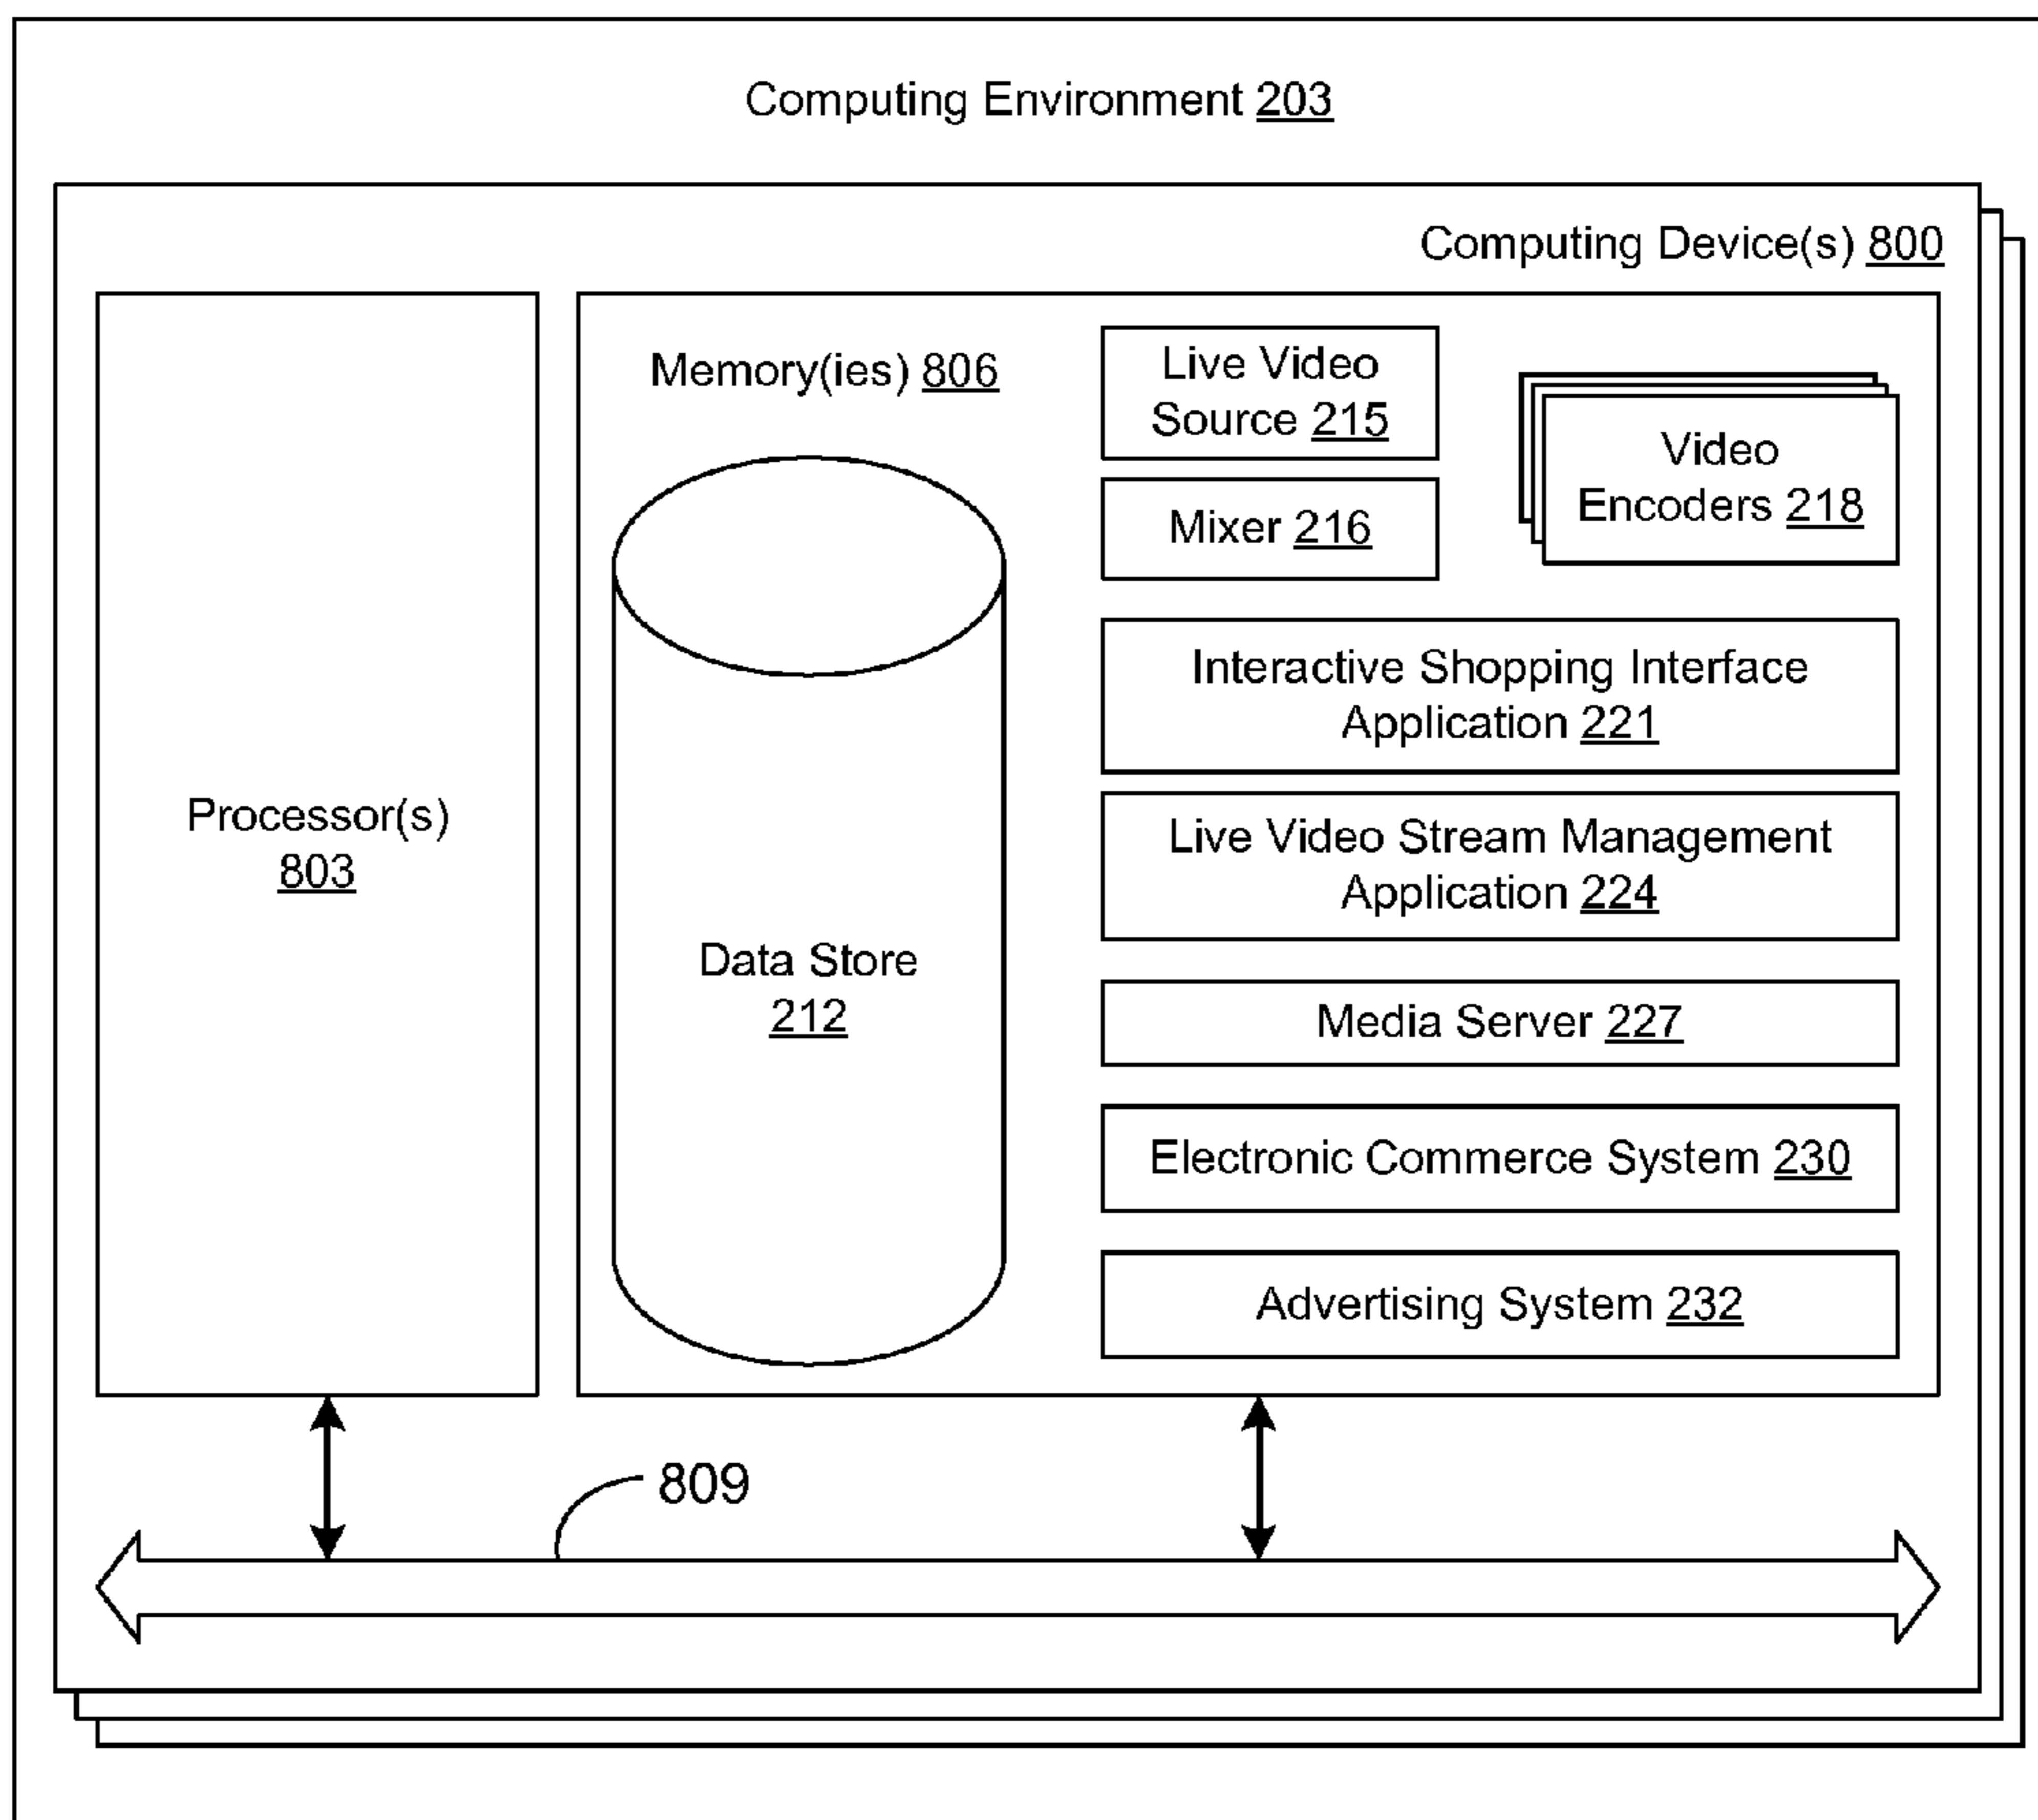 Computing Environment 203
Computing Device(s) 800
Processor(s)
803
Memory(ies) 806
Data Store
212
Live Video
Source 215
Mixer 216
Video
Encoders 218
Interactive Shopping Interface
Application 221
Live Video Stream Management
Application 224
Media Server 227
Electronic Commerce System 230
Advertising System 232
809